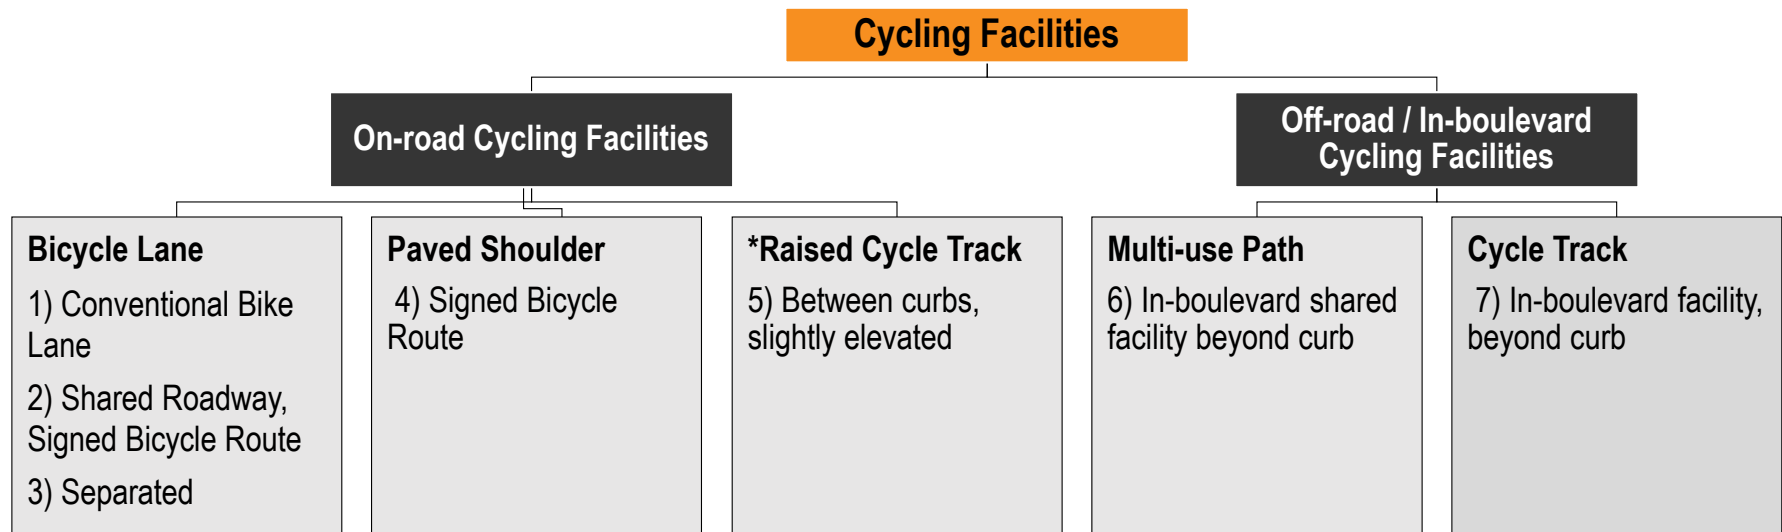 Cycling Facilities
On-road Cycling Facilities
Off-road / In-boulevard
Cycling Facilities
Bicycle Lane
1) Conventional Bike
Lane
2) Shared Roadway,
Signed Bicycle Route
3) Separated
Paved Shoulder
4) Signed Bicycle
Route
*Raised Cycle Track
5) Between curbs,
slightly elevated
Multi-use Path
6) In-boulevard shared
facility beyond curb
Cycle Track
7) In-boulevard facility,
beyond curb